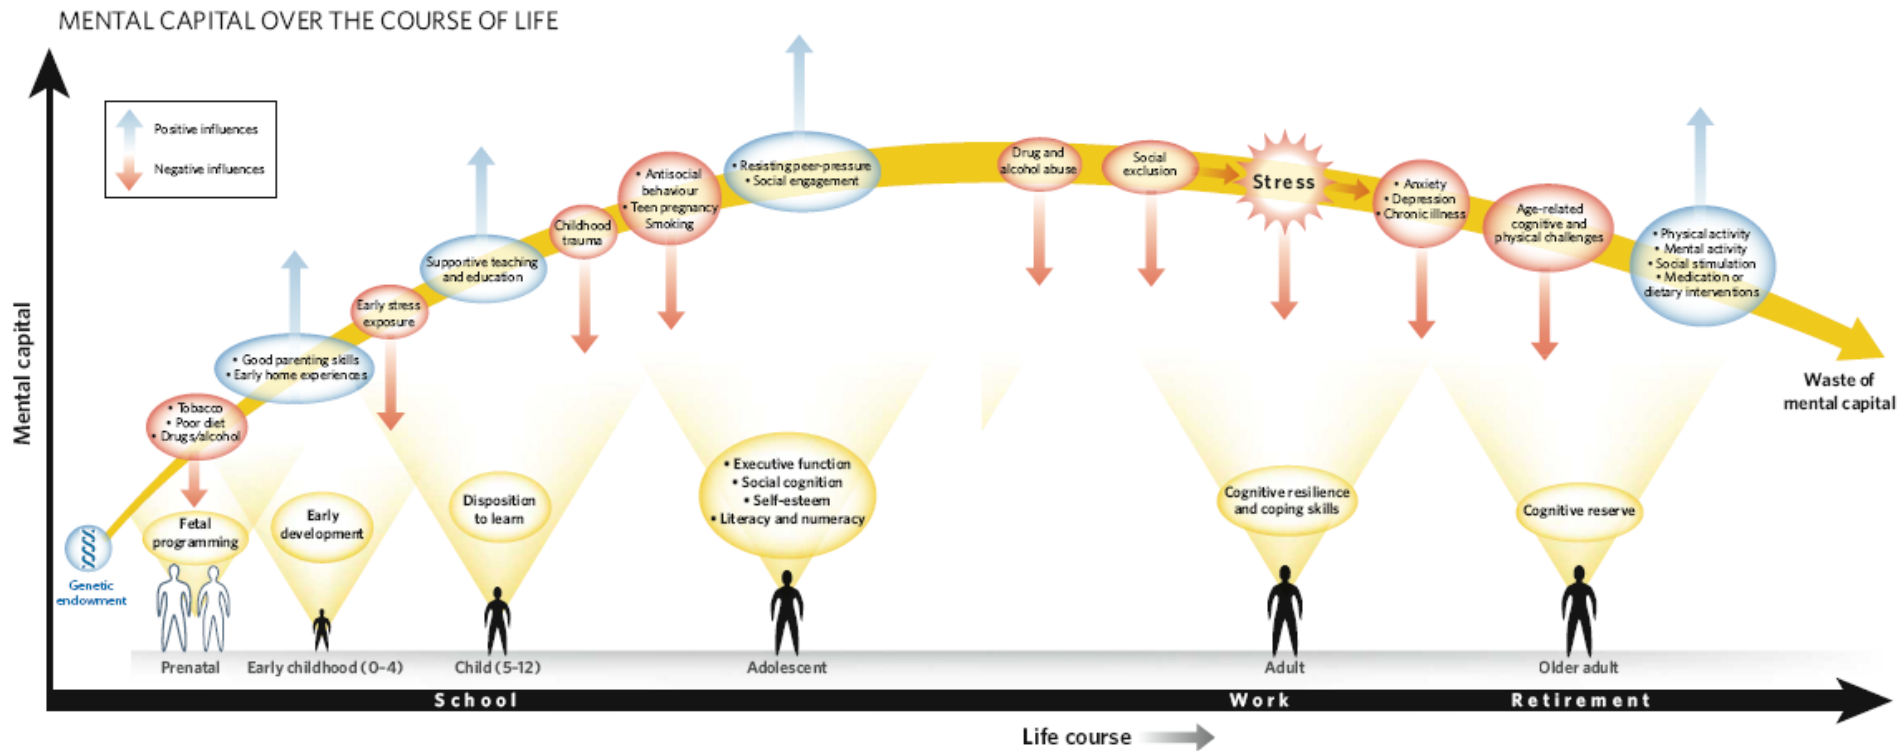 MENTAL CAPITAL OVER THE COURSE OF LIFE
Positive influences
Negative influences
Mental capital
Genetic
endowment
• Tobacco
• Poor diet
• Drugs/alcohol
• Good parenting skills
• Early home experiences
Early stress
exposure
Supportive teaching
and education
Childhood
trauma
• Antisocial
behaviour
• Teen pregnancy
Smoking
• Resisting peer-pressure
• Social engagement
Drug and
alcohol abuse
Social
exclusion
Stress
• Anxiety
• Depression
• Chronic illness
Age-related
cognitive and
physical challenges
• Physical activity
• Mental activity
• Social stimulation
• Medication or
dietary interventions
Waste of
mental capital
Fetal
programming
Early
development
Disposition
to learn
• Executive function
• Social cognition
• Self-esteem
• Literacy and numeracy
Cognitive resilience
and coping skills
Cognitive reserve
Prenatal
Early childhood (0–4)
Child (5–12)
Adolescent
Adult
Older adult
School
Work
Retirement
Life course